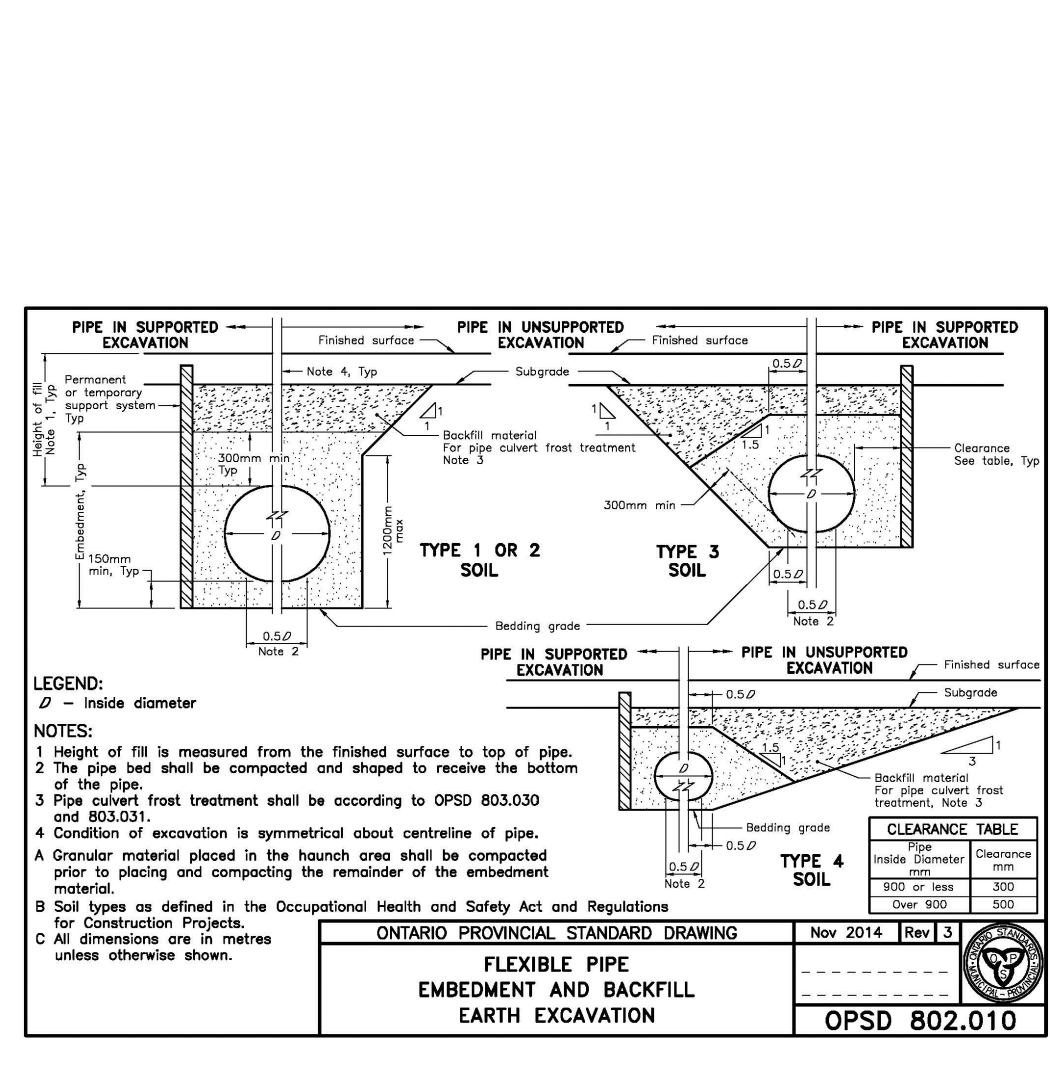 PIPE IN SUPPORTED
EXCAVATION
Finished surface
PIPE IN UNSUPPORTED
EXCAVATION
Finished surface
PIPE IN SUPPORTED
EXCAVATION
Height of fill
Note 1, Typ
Permanent
or temporary
support system
Typ
Note 4, Typ
Subgrade
0.5D
1
1
Backfill material
For pipe culvert frost treatment
Note 3
1
1
1
1.5
Clearance
See table, Typ
300mm min
Typ
Embedment, Typ
D
150mm
min, Typ
1200mm
max
300mm min
D
TYPE 1 OR 2
SOIL
TYPE 3
SOIL
0.5D
0.5D
Note 2
0.5D
Note 2
Bedding grade
PIPE IN SUPPORTED
EXCAVATION
PIPE IN UNSUPPORTED
EXCAVATION
Finished surface
0.5D
Subgrade
1.5
1
1
3
D
Backfill material
For pipe culvert frost
treatment, Note 3
Bedding grade
0.5D
0.5D
Note 2
TYPE 4
SOIL
LEGEND:
D – Inside diameter
NOTES:
1 Height of fill is measured from the finished surface to top of pipe.
2 The pipe bed shall be compacted and shaped to receive the bottom
of the pipe.
3 Pipe culvert frost treatment shall be according to OPSD 803.030
and 803.031.
4 Condition of excavation is symmetrical about centreline of pipe.
A Granular material placed in the haunch area shall be compacted
prior to placing and compacting the remainder of the embedment
material.
B Soil types as defined in the Occupational Health and Safety Act and Regulations
for Construction Projects.
C All dimensions are in metres
unless otherwise shown.
CLEARANCE TABLE
Pipe
Inside Diameter
mm
Clearance
mm
900 or less 300
Over 900 500
ONTARIO PROVINCIAL STANDARD DRAWING
Nov 2014 Rev 3
FLEXIBLE PIPE
EMBEDMENT AND BACKFILL
EARTH EXCAVATION
OPSD 802.010
ONTARIO STANDARDS
MUNICIPAL–PROVINCIAL
O P S